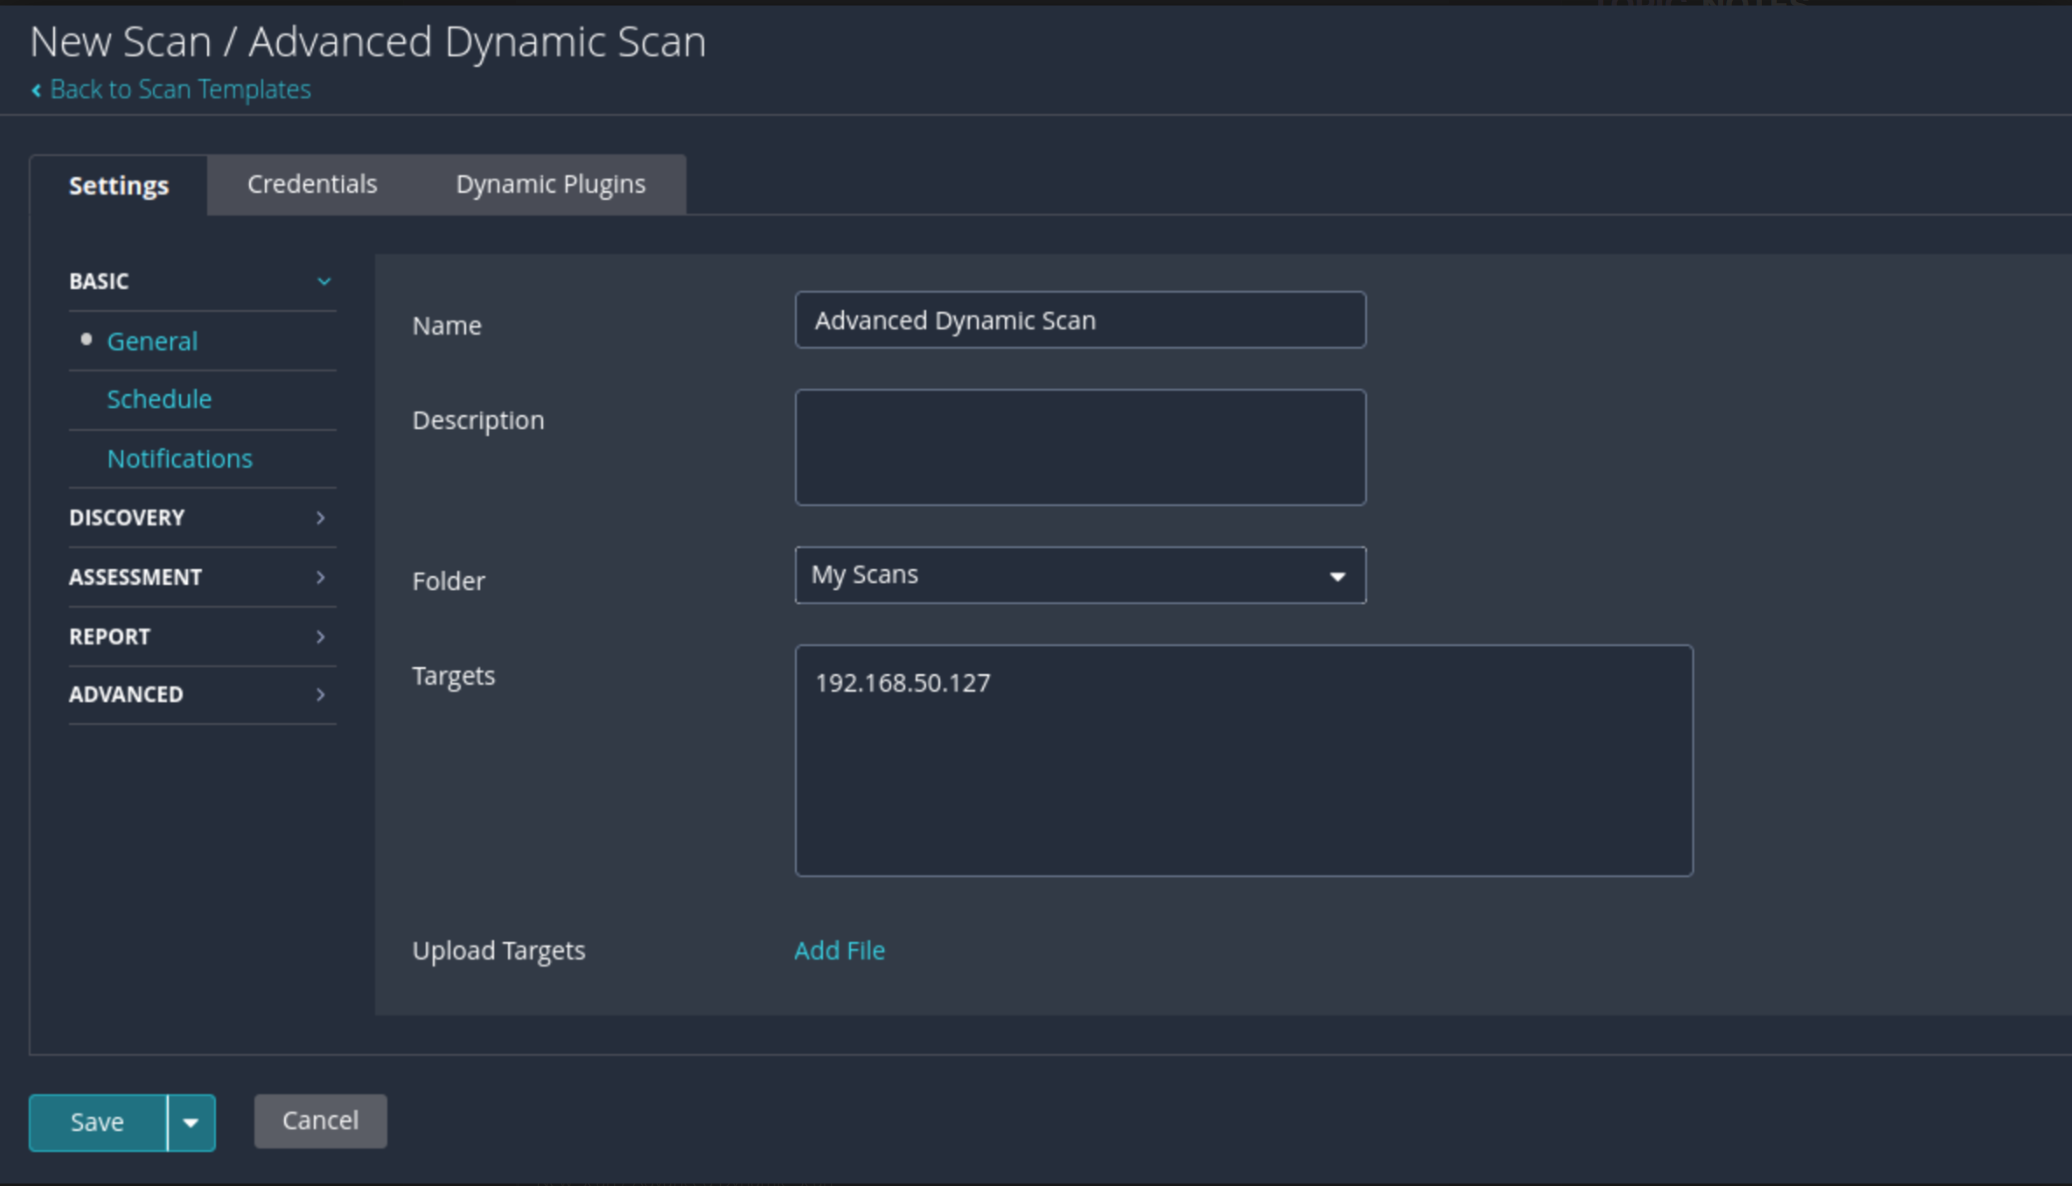 New Scan / Advanced Dynamic Scan
Back to Scan Templates
Settings
Credentials
Dynamic Plugins
BASIC
General
Schedule
Notifications
DISCOVERY
ASSESSMENT
REPORT
ADVANCED
Name
Advanced Dynamic Scan
Description
Folder
My Scans
Targets
192.168.50.127
Upload Targets
Add File
Save
Cancel